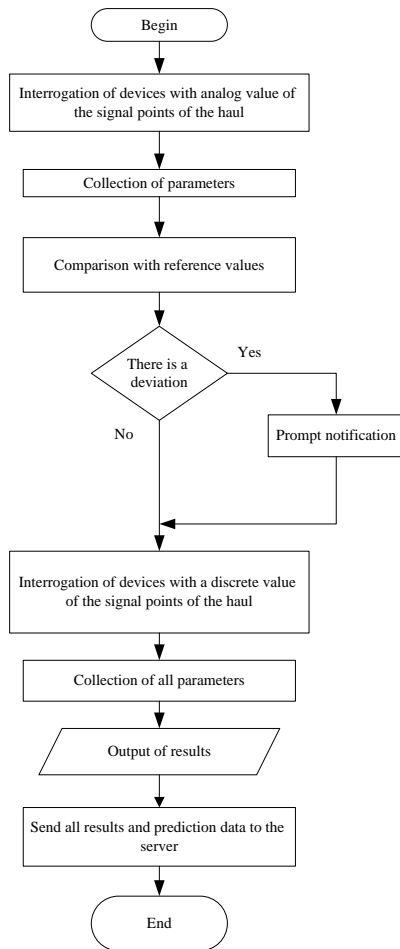 Begin
Interrogation of devices with analog value of
the signal points of the haul
Collection of parameters
Comparison with reference values
There is a
deviation
Yes
No
Prompt notification
Interrogation of devices with a discrete value
of the signal points of the haul
Collection of all parameters
Output of results
Send all results and prediction data to the
server
End